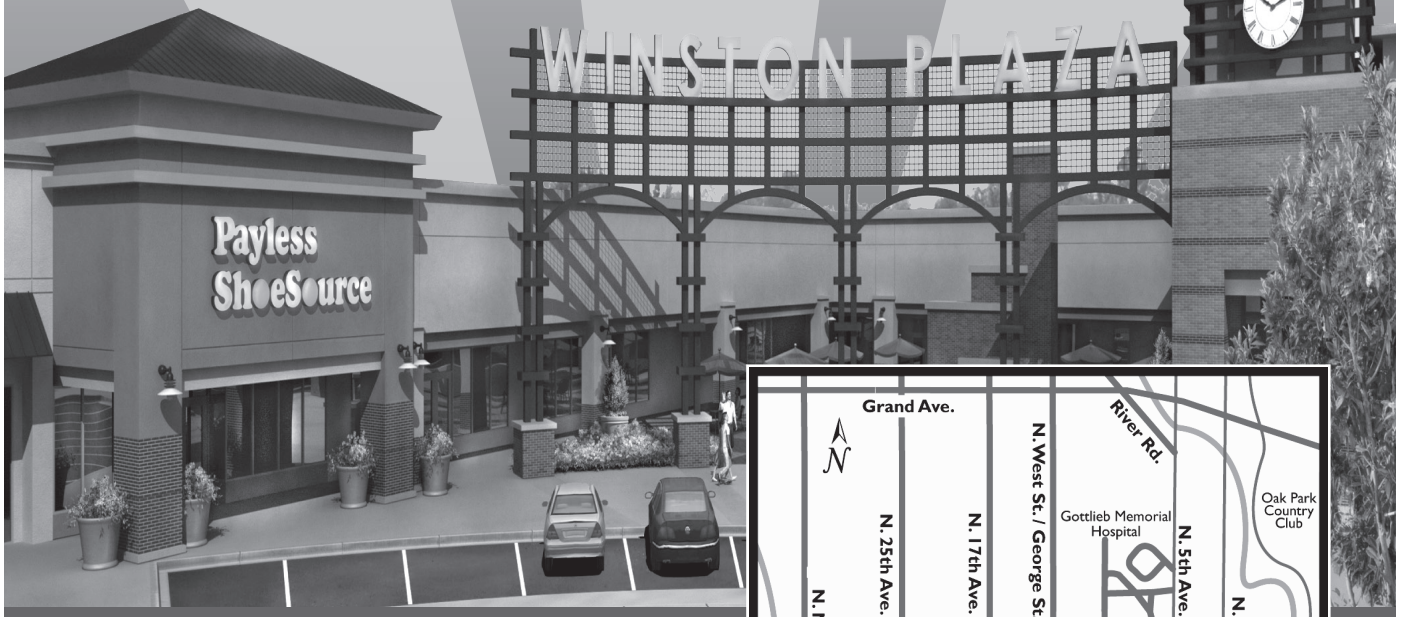 WINSTON PLAZA
Payless
ShoeSource
Grand Ave.
River Rd.
N
N. West St. / George St.
Oak Park
Country
Club
Gottlieb Memorial
Hospital
N. 25th Ave.
N. 17th Ave.
N. 5th Ave.
N.
N.